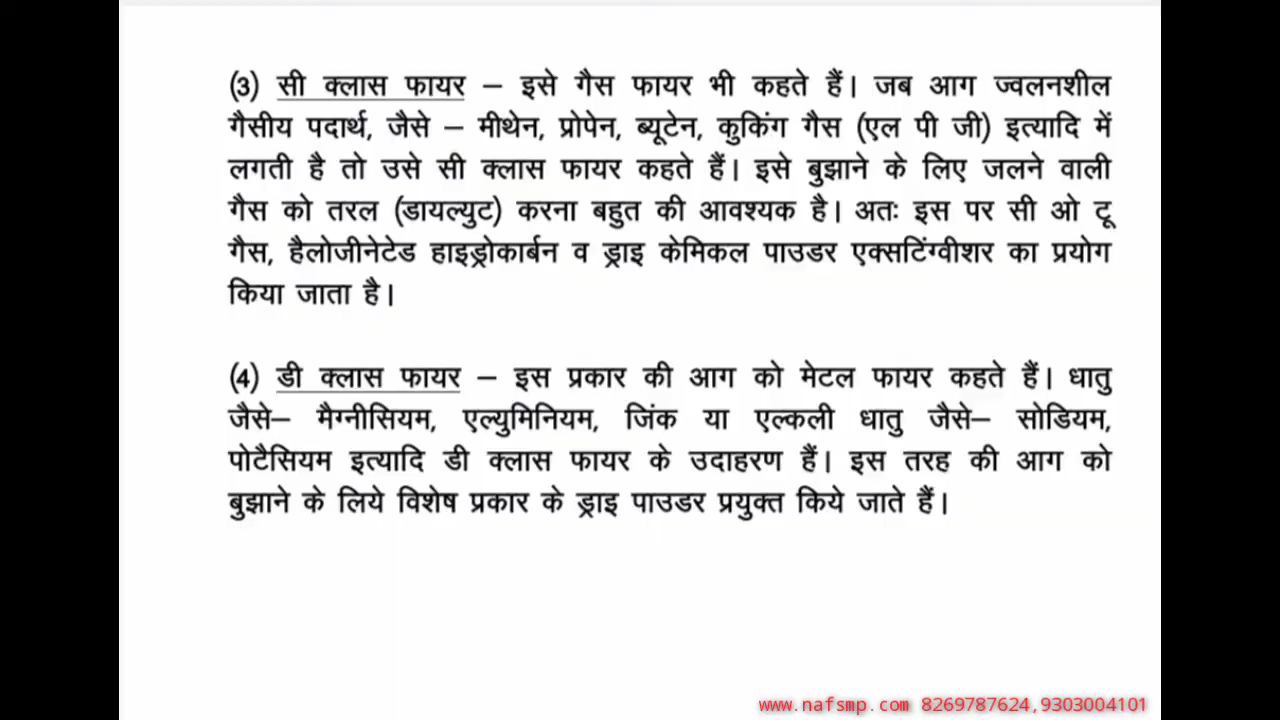 (3) सी क्लास फायर – इसे गैस फायर भी कहते हैं। जब आग ज्वलनशील
गैसीय पदार्थ, जैसे – मीथेन, प्रोपेन, ब्यूटेन, कुकिंग गैस (एल पी जी) इत्यादि में
लगती है तो उसे सी क्लास फायर कहते हैं। इसे बुझाने के लिए जलने वाली
गैस को तरल (डायल्युट) करना बहुत की आवश्यक है। अतः इस पर सी ओ टू
गैस, हैलोजीनेटेड हाइड्रोकार्बन व ड्राइ केमिकल पाउडर एक्सटिंग्वीशर का प्रयोग
किया जाता है।
(4) डी क्लास फायर – इस प्रकार की आग को मेटल फायर कहते हैं। धातु
जैसे– मैग्नीसियम, एल्युमिनियम, जिंक या एल्कली धातु जैसे– सोडियम,
पोटैसियम इत्यादि डी क्लास फायर के उदाहरण हैं। इस तरह की आग को
बुझाने के लिये विशेष प्रकार के ड्राइ पाउडर प्रयुक्त किये जाते हैं।
www.nafsmp.com 8269787624,9303004101